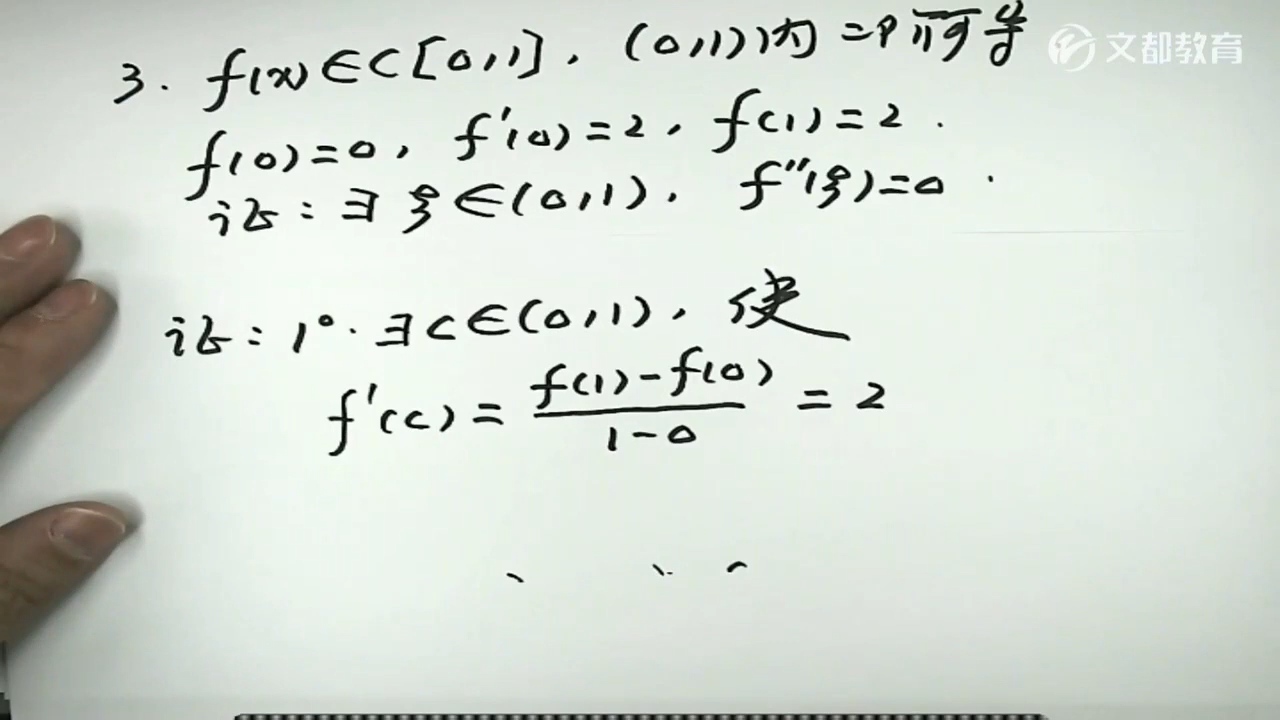 3. f(x)∈C[0,1], (0,1)内二阶可导
文都教育
f(0)=0, f'(0)=2, f(1)=2.
证: ∃ ξ∈(0,1), f''(ξ)=0.
证: 1°. ∃c∈(0,1), 使
f'(c) = \frac{f(1)-f(0)}{1-0} = 2